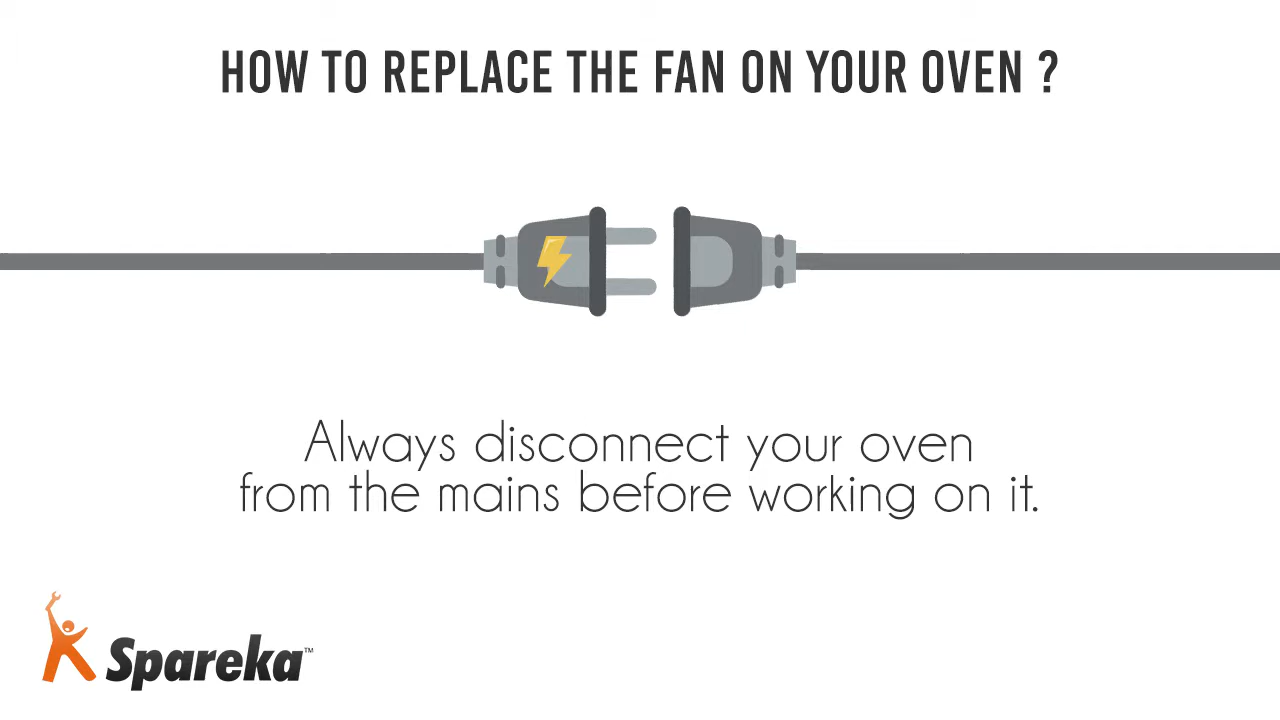 HOW TO REPLACE THE FAN ON YOUR OVEN ?
Always disconnect your oven
from the mains before working on it.
Spareka™